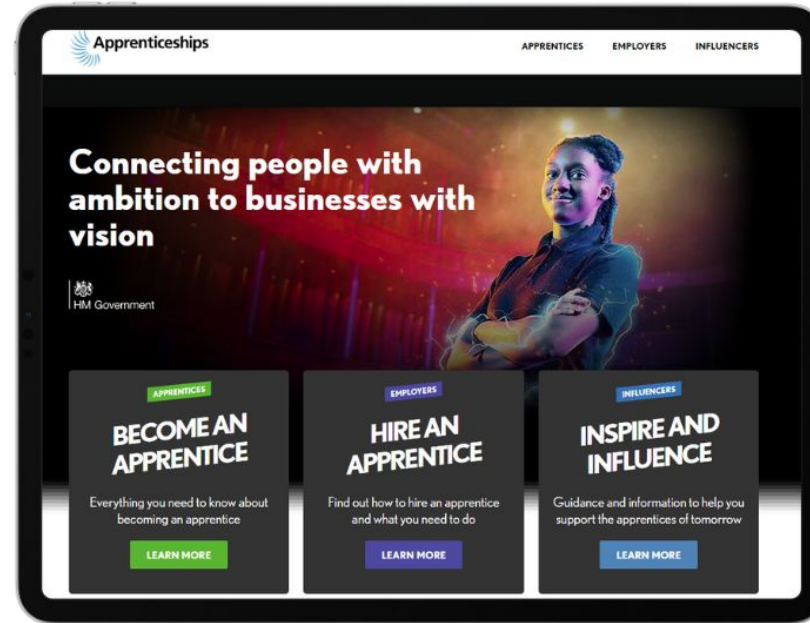 Apprenticeships
APPRENTICES EMPLOYERS INFLUENCERS
Connecting people with
ambition to businesses with
vision
HM Government
APPRENTICES
BECOME AN
APPRENTICE
Everything you need to know about
becoming an apprentice
LEARN MORE
EMPLOYERS
HIRE AN
APPRENTICE
Find out how to hire an apprentice
and what you need to do
LEARN MORE
INFLUENCERS
INSPIRE AND
INFLUENCE
Guidance and information to help you
support the apprentices of tomorrow
LEARN MORE